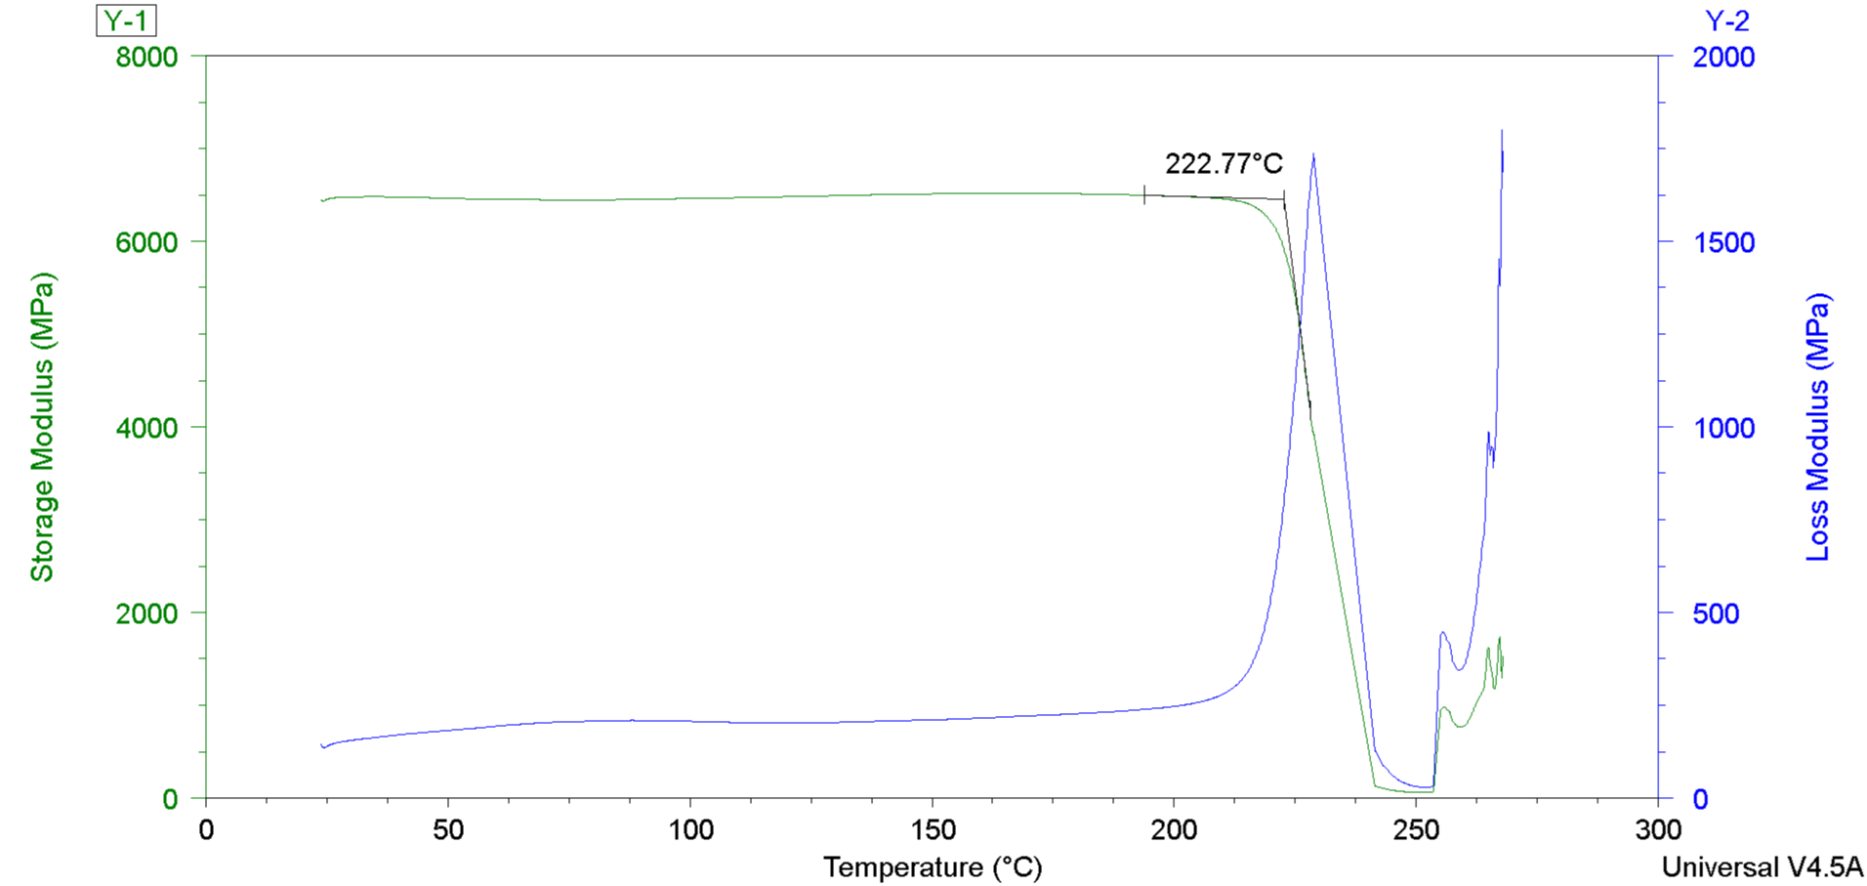 Y-1
Y-2
8000
2000
222.77°C
6000
1500
Storage Modulus (MPa)
Loss Modulus (MPa)
4000
1000
2000
500
0
0
0 50 100 150 200 250 300
Temperature (°C)
Universal V4.5A